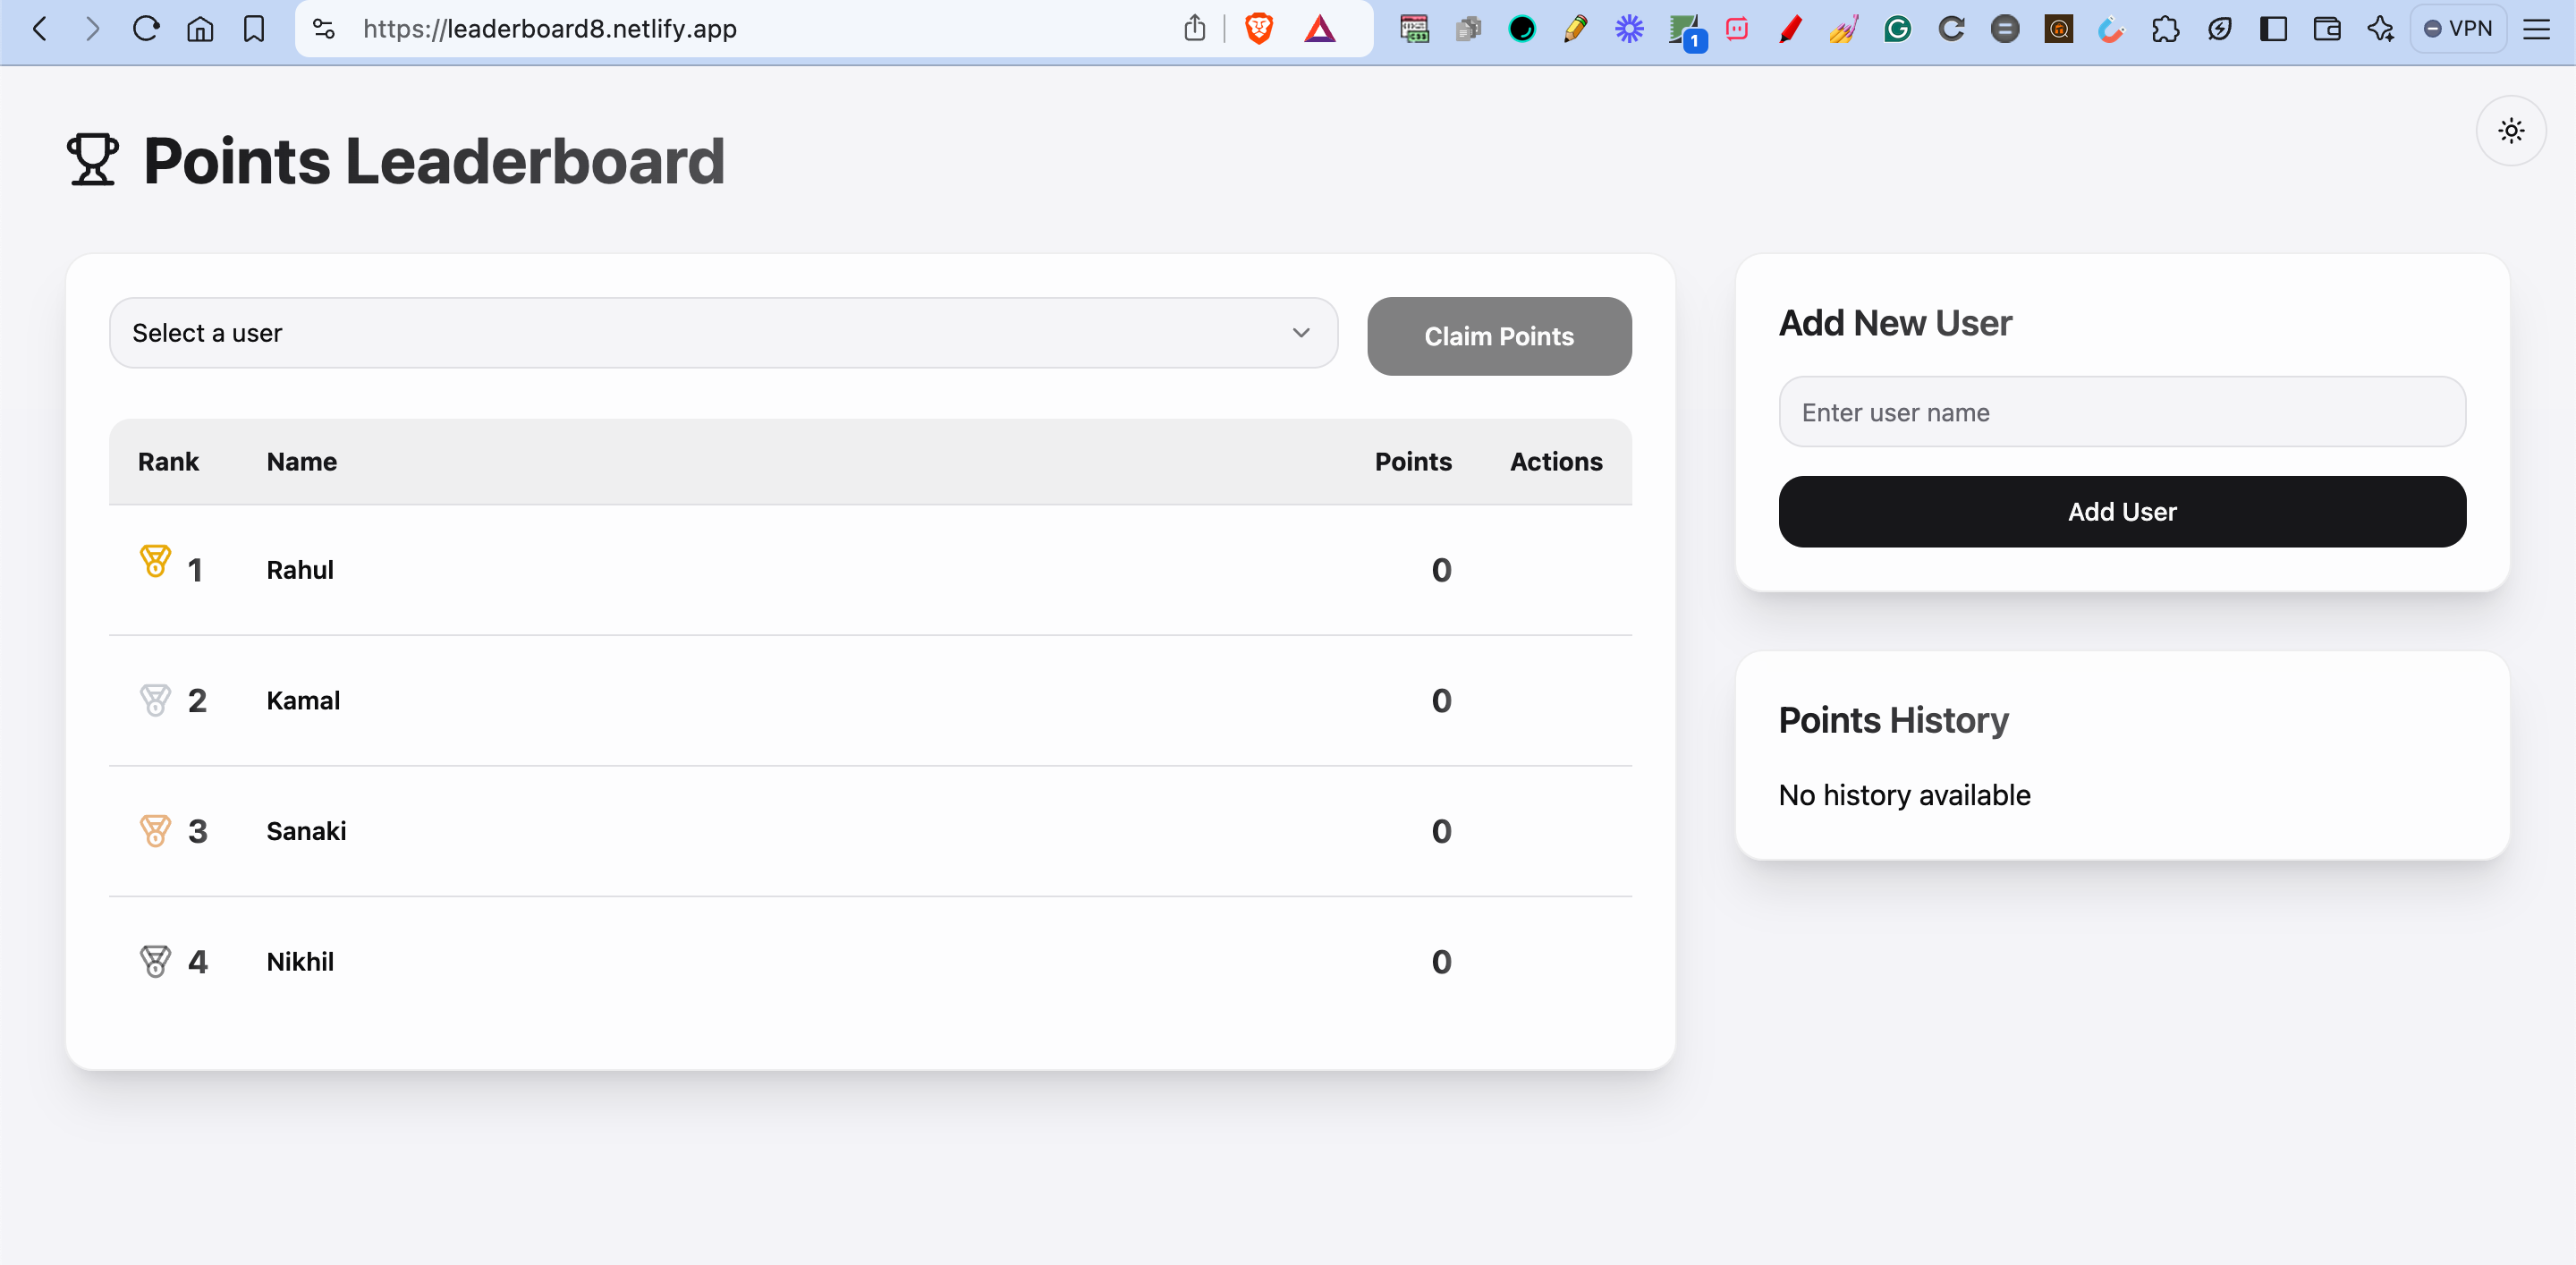 https://leaderboard8.netlify.app
1
VPN
Points Leaderboard
Select a user
Claim Points
Rank Name Points Actions
1 Rahul 0
2 Kamal 0
3 Sanaki 0
4 Nikhil 0
Add New User
Enter user name
Add User
Points History
No history available